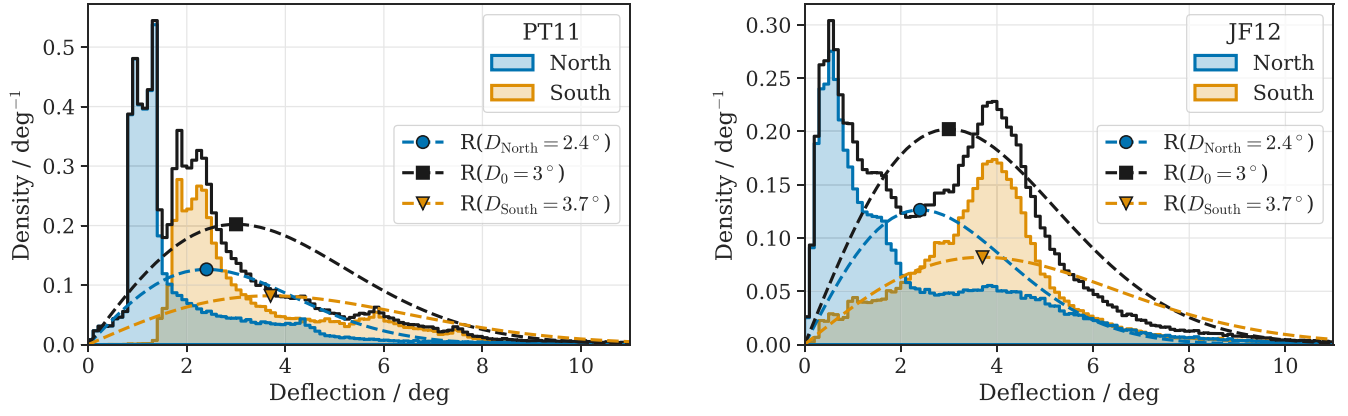 PT11
North
South
R(D_North = 2.4°)
R(D_0 = 3°)
R(D_South = 3.7°)
Density / deg⁻¹
0.5
0.4
0.3
0.2
0.1
0.0
0 2 4 6 8 10
Deflection / deg
JF12
North
South
R(D_North = 2.4°)
R(D_0 = 3°)
R(D_South = 3.7°)
Density / deg⁻¹
0.30
0.25
0.20
0.15
0.10
0.05
0.00
0 2 4 6 8 10
Deflection / deg